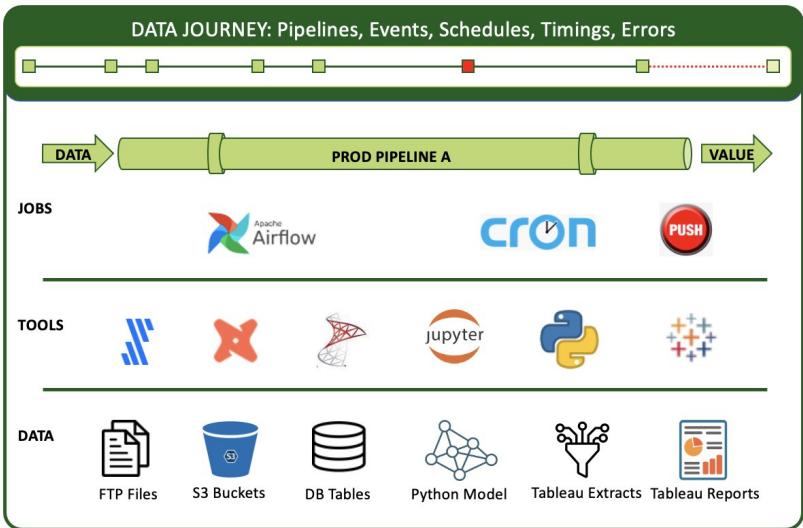 DATA JOURNEY: Pipelines, Events, Schedules, Timings, Errors
DATA
PROD PIPELINE A
VALUE
JOBS
Apache
Airflow
cron
PUSH
TOOLS
jupyter
DATA
S3
FTP Files
S3 Buckets
DB Tables
Python Model
Tableau Extracts
Tableau Reports